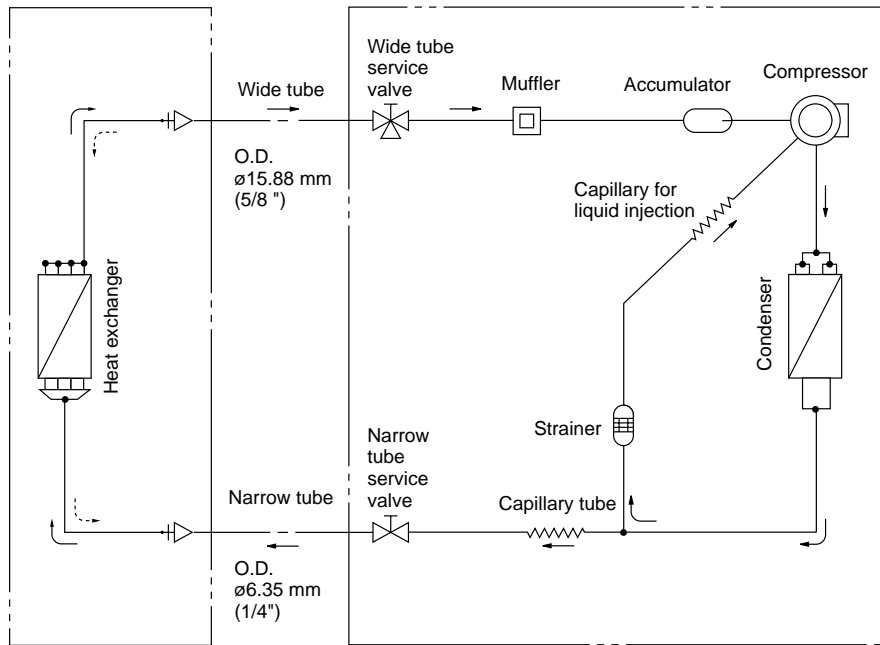 Wide tube
service
valve
Muffler
Accumulator
Compressor
Wide tube
O.D.
ø15.88 mm
(5/8 ")
Capillary for
liquid injection
Heat exchanger
Condenser
Strainer
Narrow
tube
service
valve
Narrow tube
Capillary tube
O.D.
ø6.35 mm
(1/4")